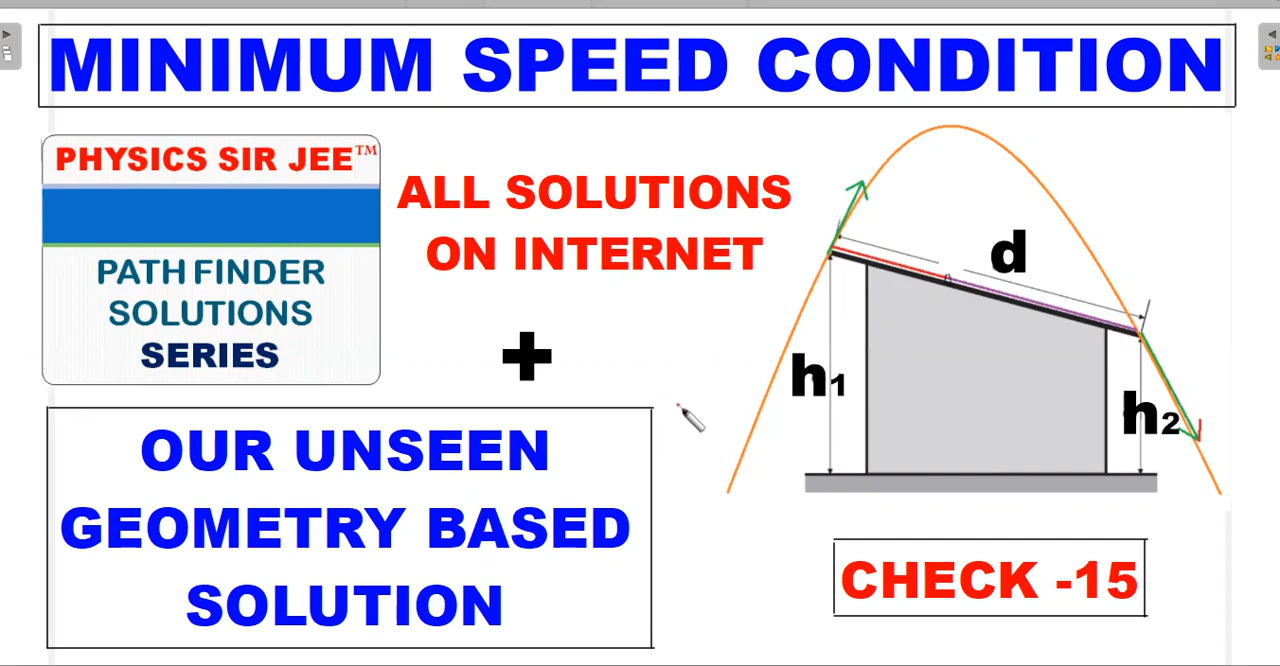 MINIMUM SPEED CONDITION
PHYSICS SIR JEE™
PATH FINDER
SOLUTIONS
SERIES
ALL SOLUTIONS
ON INTERNET
+
OUR UNSEEN
GEOMETRY BASED
SOLUTION
d
h1
h2
CHECK -15